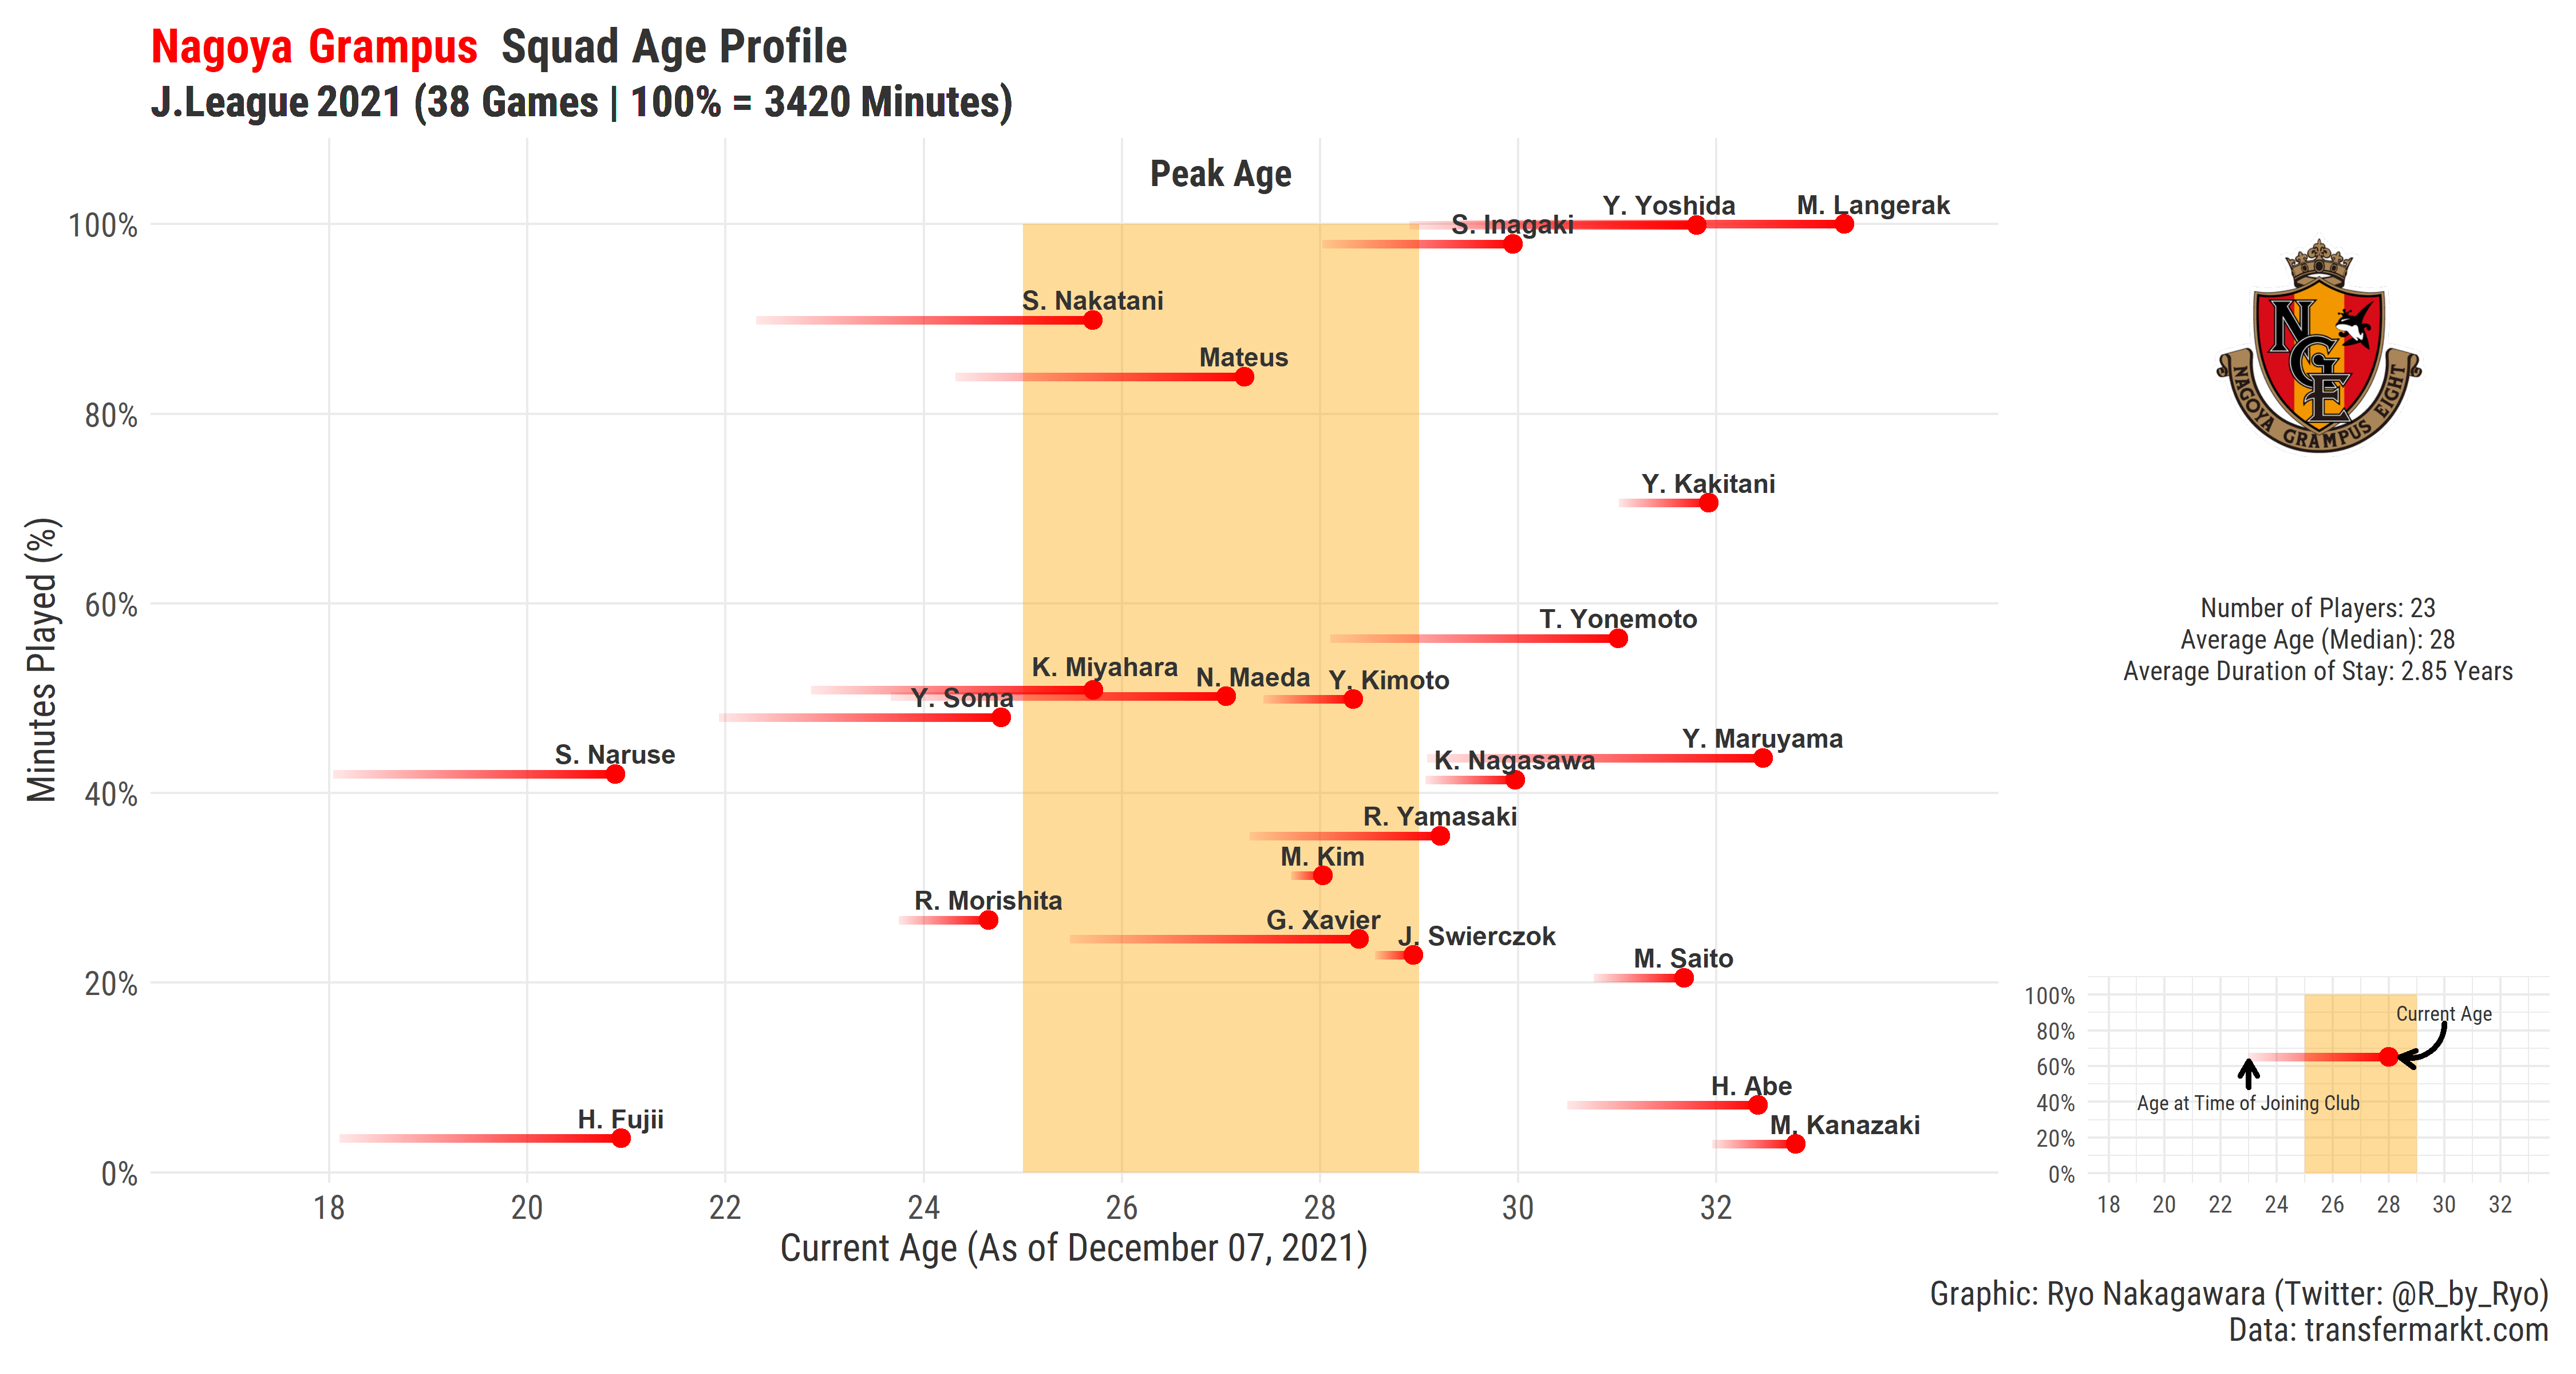 Nagoya Grampus Squad Age Profile
J.League 2021 (38 Games | 100% = 3420 Minutes)
Peak Age
Minutes Played (%)
100%
80%
60%
40%
20%
0%
Y. Yoshida
M. Langerak
S. Inagaki
S. Nakatani
Mateus
Y. Kakitani
T. Yonemoto
K. Miyahara
N. Maeda
Y. Kimoto
Y. Soma
Y. Maruyama
S. Naruse
K. Nagasawa
R. Yamasaki
M. Kim
R. Morishita
G. Xavier
J. Swierczok
M. Saito
H. Abe
H. Fujii
M. Kanazaki
18 20 22 24 26 28 30 32
Current Age (As of December 07, 2021)
NGE
NAGOYA GRAMPUS EIGHT
Number of Players: 23
Average Age (Median): 28
Average Duration of Stay: 2.85 Years
100%
80%
60%
40%
20%
0%
Current Age
Age at Time of Joining Club
18 20 22 24 26 28 30 32
Graphic: Ryo Nakagawara (Twitter: @R_by_Ryo)
Data: transfermarkt.com